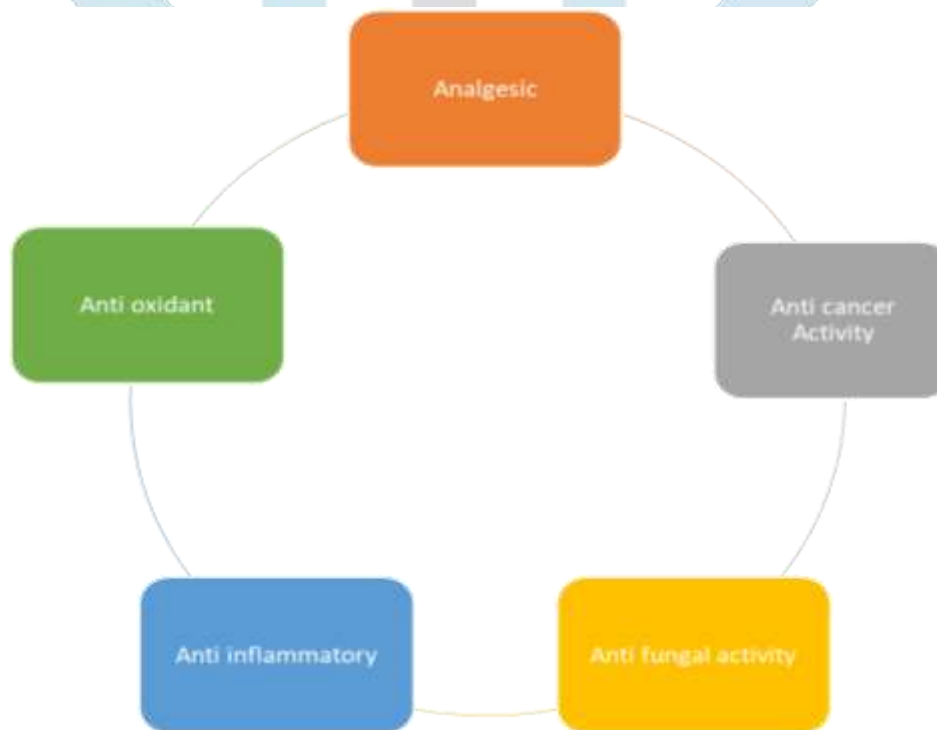 Analgesic
Anti oxidant
Anti cancer
Activity
Anti inflammatory
Anti fungal activity